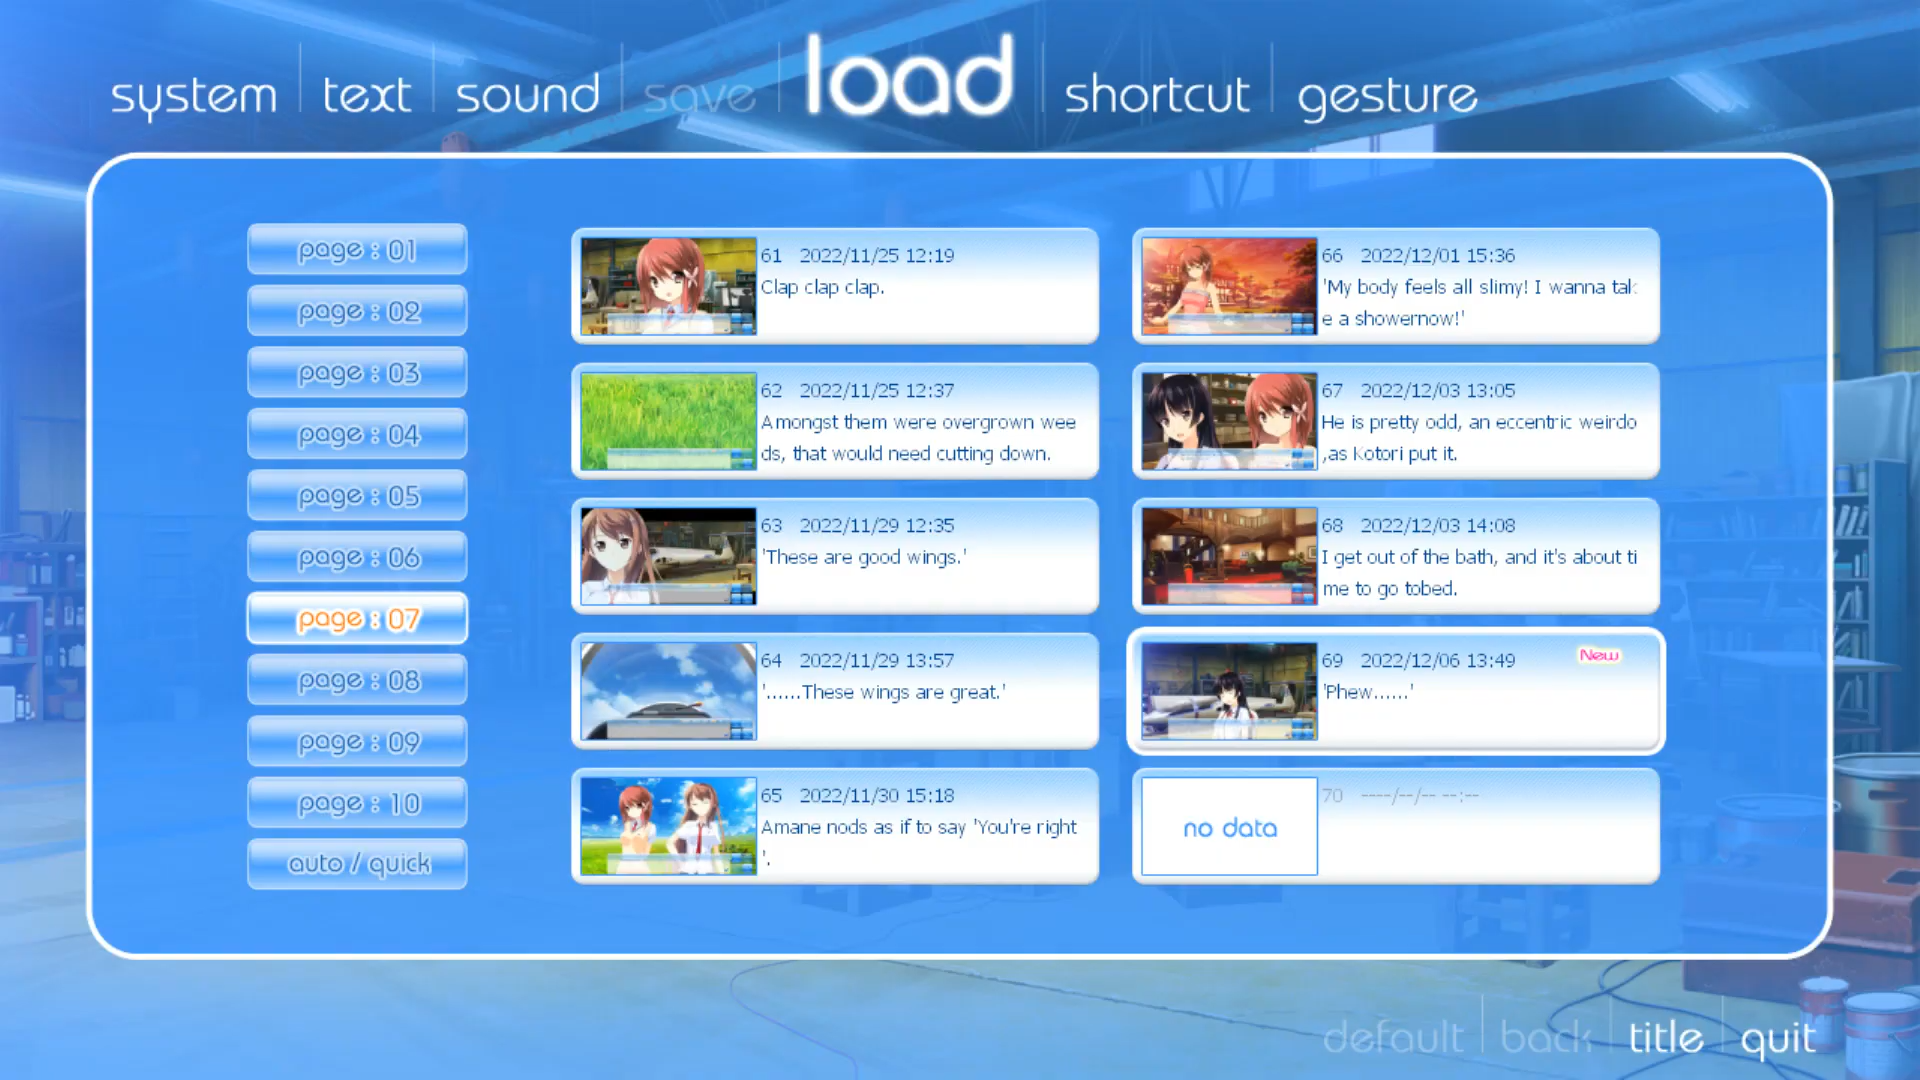 system text sound save load shortcut gesture
page : 01
page : 02
page : 03
page : 04
page : 05
page : 06
page : 07
page : 08
page : 09
page : 10
auto / quick
61 2022/11/25 12:19
Clap clap clap.
62 2022/11/25 12:37
Amongst them were overgrown wee
ds, that would need cutting down.
63 2022/11/29 12:35
'These are good wings.'
64 2022/11/29 13:57
'......These wings are great.'
65 2022/11/30 15:18
Amane nods as if to say 'You're right
'.
66 2022/12/01 15:36
'My body feels all slimy! I wanna tak
e a showernow!'
67 2022/12/03 13:05
He is pretty odd, an eccentric weirdo
,as Kotori put it.
68 2022/12/03 14:08
I get out of the bath, and it's about ti
me to go tobed.
69 2022/12/06 13:49 New
'Phew......'
70 ----/--/-- --:--
no data
default back title quit